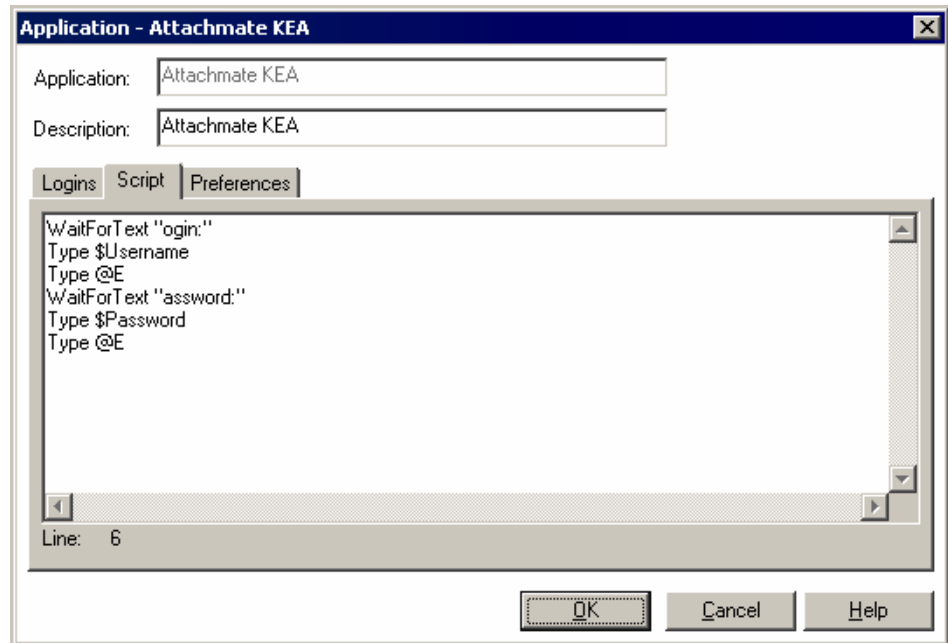 Application - Attachmate KEA
Application: Attachmate KEA
Description: Attachmate KEA
Logins Script Preferences
WaitForText "ogin:"
Type $Username
Type @E
WaitForText "assword:"
Type $Password
Type @E
Line: 6
OK Cancel Help